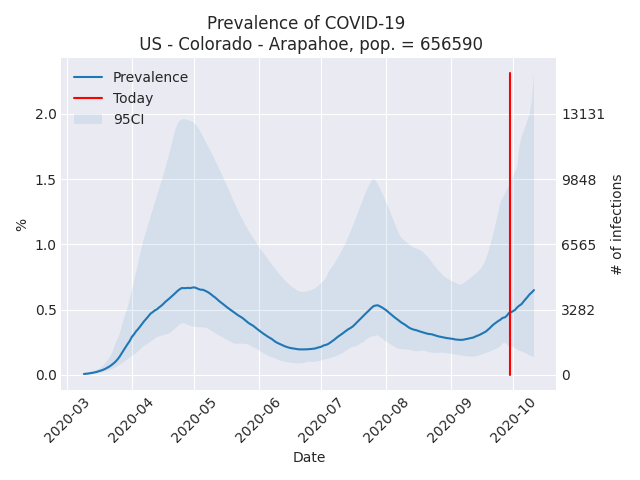 Prevalence of COVID-19
US - Colorado - Arapahoe, pop. = 656590
Prevalence
Today
95CI
2.0
1.5
1.0
0.5
0.0
%
13131
9848
6565
3282
0
# of infections
2020-03
2020-04
2020-05
2020-06
2020-07
2020-08
2020-09
2020-10
Date